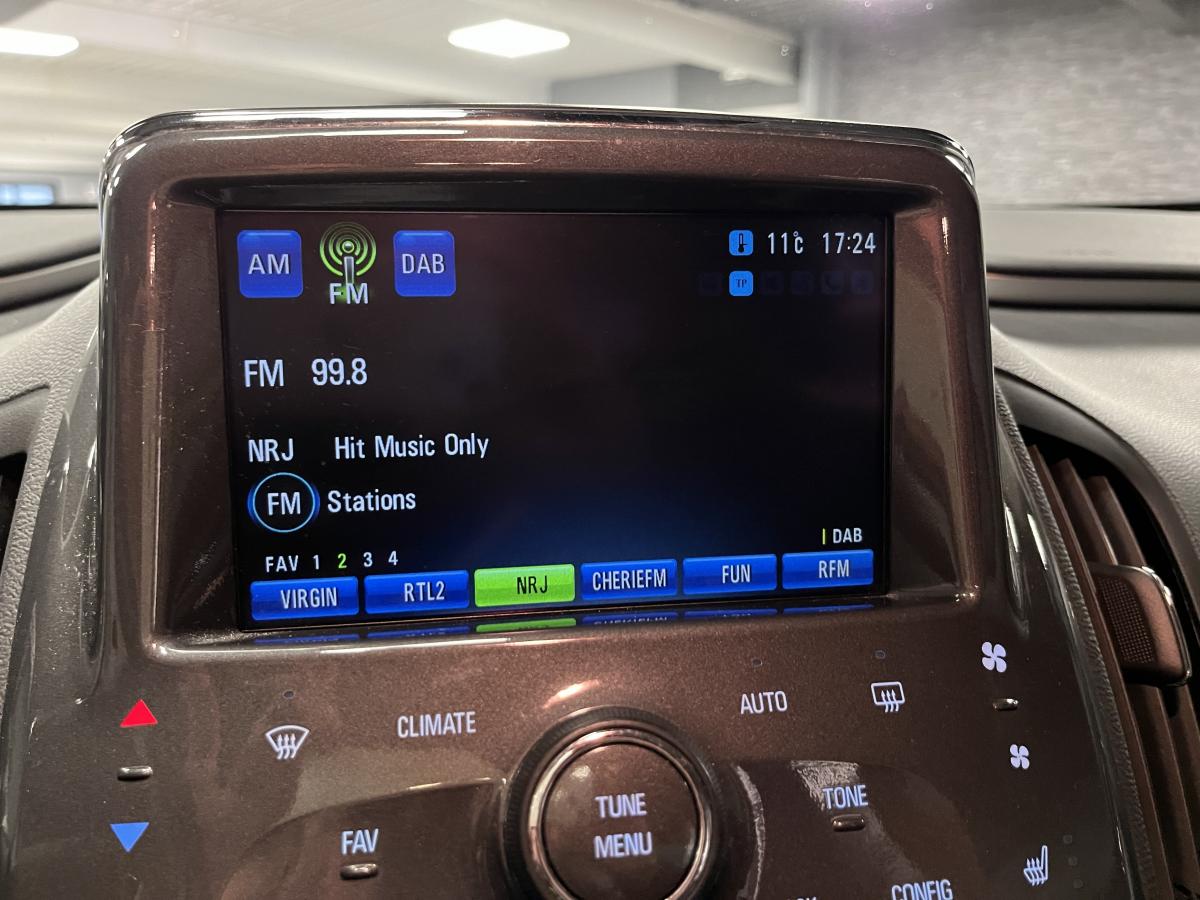 AM FM DAB 11°C 17:24
TP
FM 99.8
NRJ Hit Music Only
FM Stations
FAV 1 2 3 4 DAB
VIRGIN RTL2 NRJ CHERIEFM FUN RFM
CLIMATE AUTO
TUNE
MENU
TONE
FAV
CONFIG